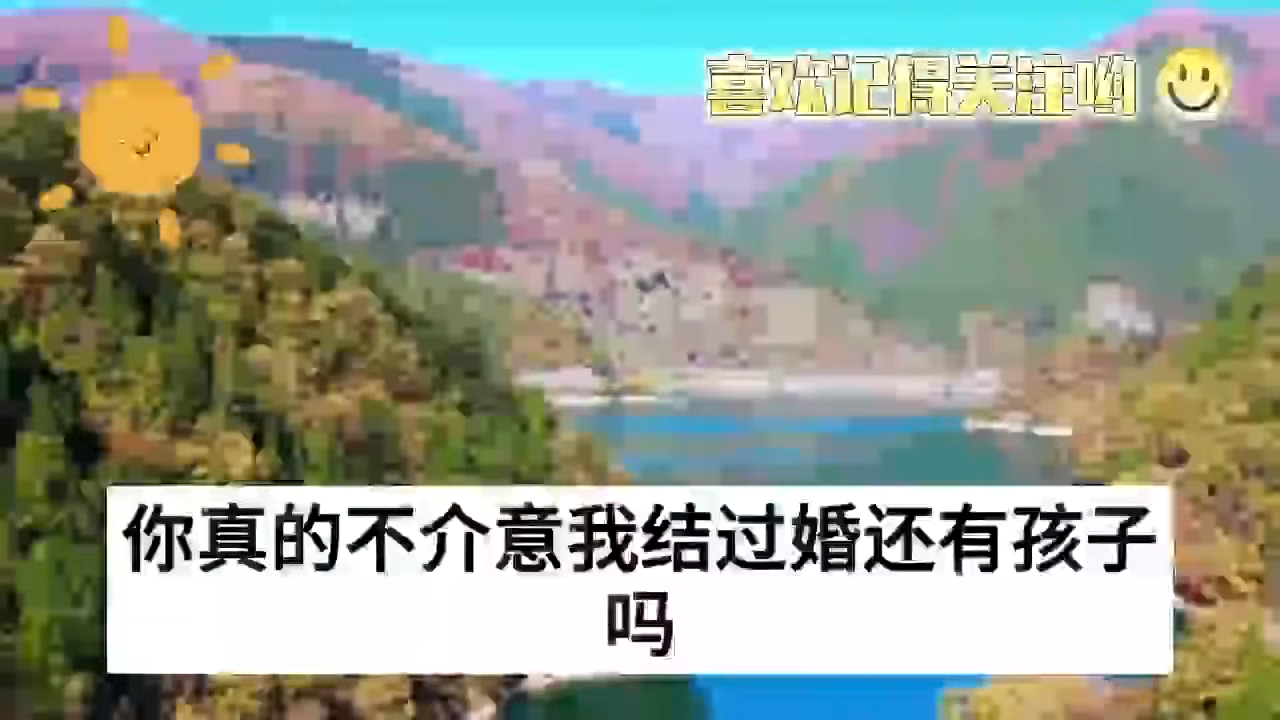 喜欢记得关注哟
你真的不介意我结过婚还有孩子
吗